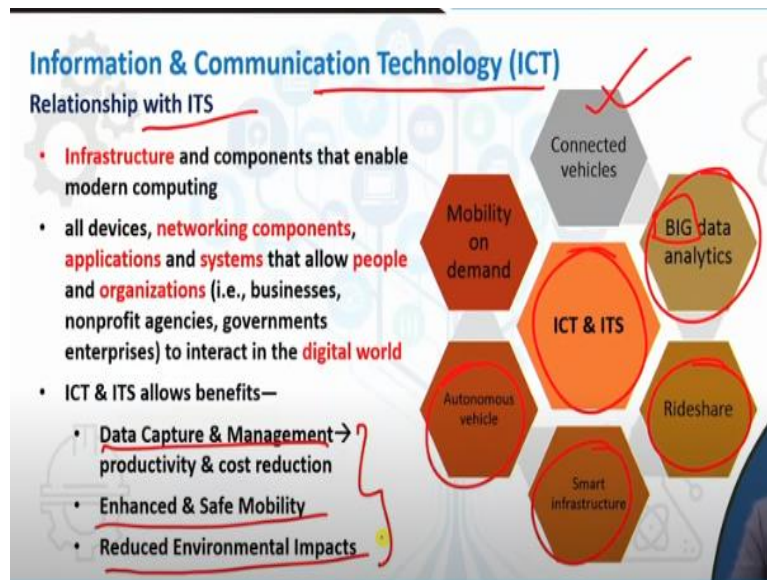 Information & Communication Technology (ICT)
Relationship with ITS
• Infrastructure and components that enable
modern computing
• all devices, networking components,
applications and systems that allow people
and organizations (i.e., businesses,
nonprofit agencies, governments
enterprises) to interact in the digital world
• ICT & ITS allows benefits—
• Data Capture & Management→
productivity & cost reduction
• Enhanced & Safe Mobility
• Reduced Environmental Impacts
Connected
vehicles
Mobility
on
demand
BIG data
analytics
ICT & ITS
Autonomous
vehicle
Rideshare
Smart
infrastructure